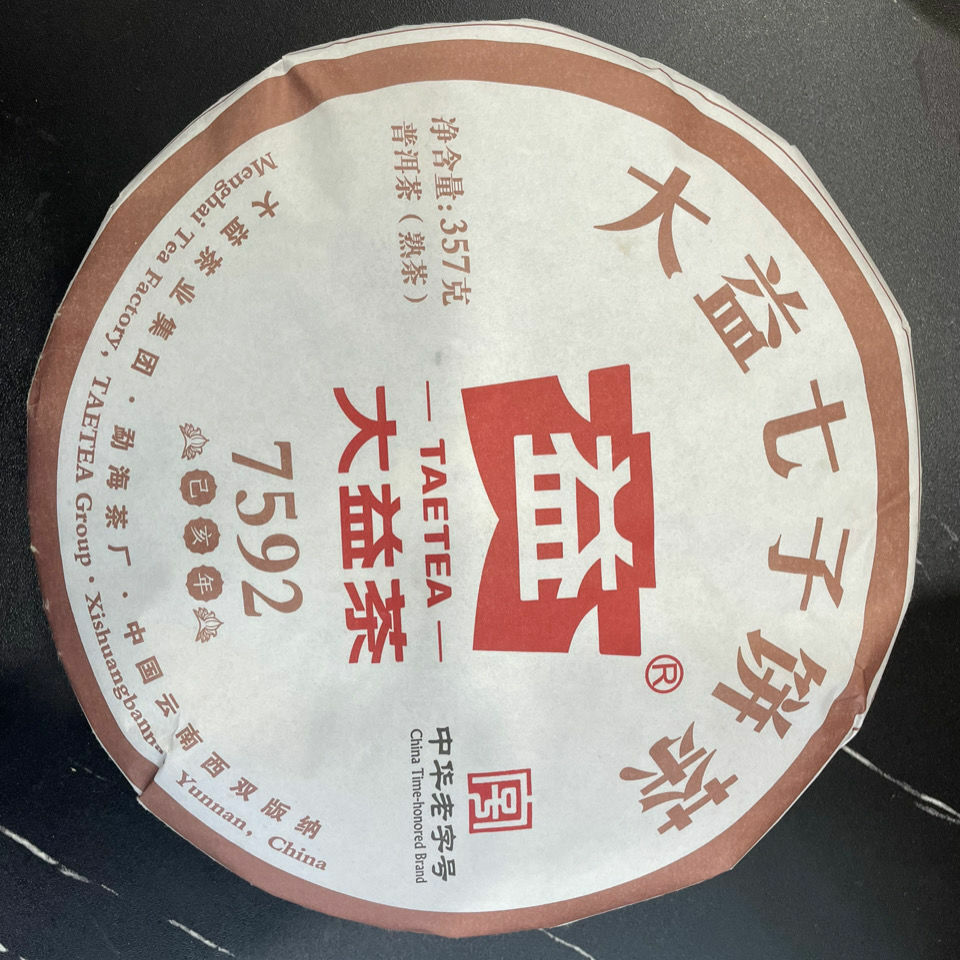 大益七子饼茶
净含量:357克
普洱茶(熟茶)
益
®
TAETEA
大益茶
中华老字号
China Time-honored Brand
7592
己亥年
大益茶业集团·勐海茶厂·中国云南西双版纳
Menghai Tea Factory, TAETEA Group·Xishuangbanna Yunnan, China